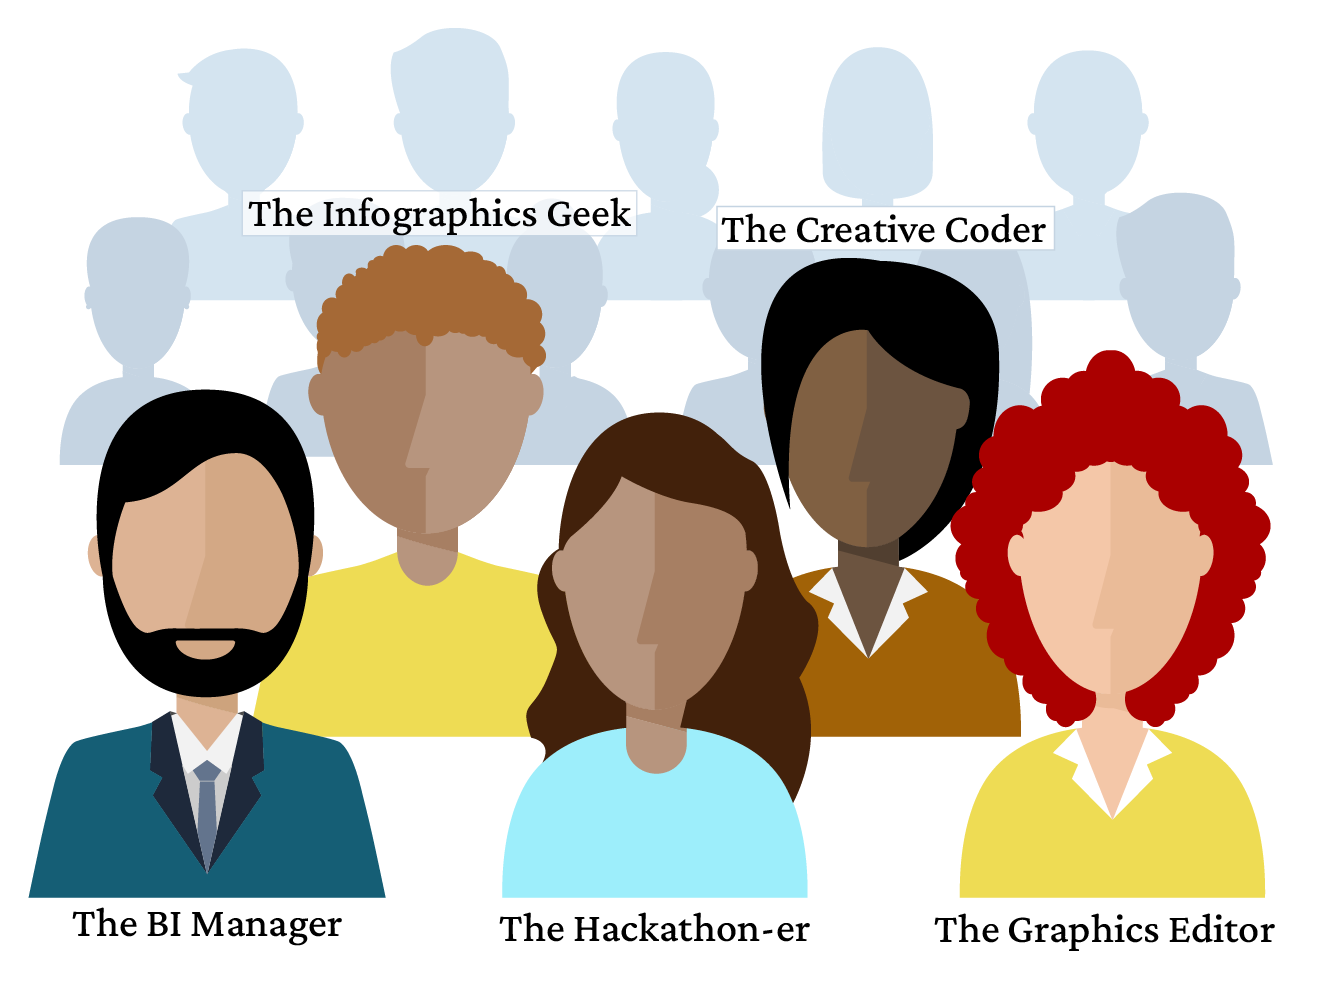 The Infographics Geek
The Creative Coder
The BI Manager
The Hackathon-er
The Graphics Editor